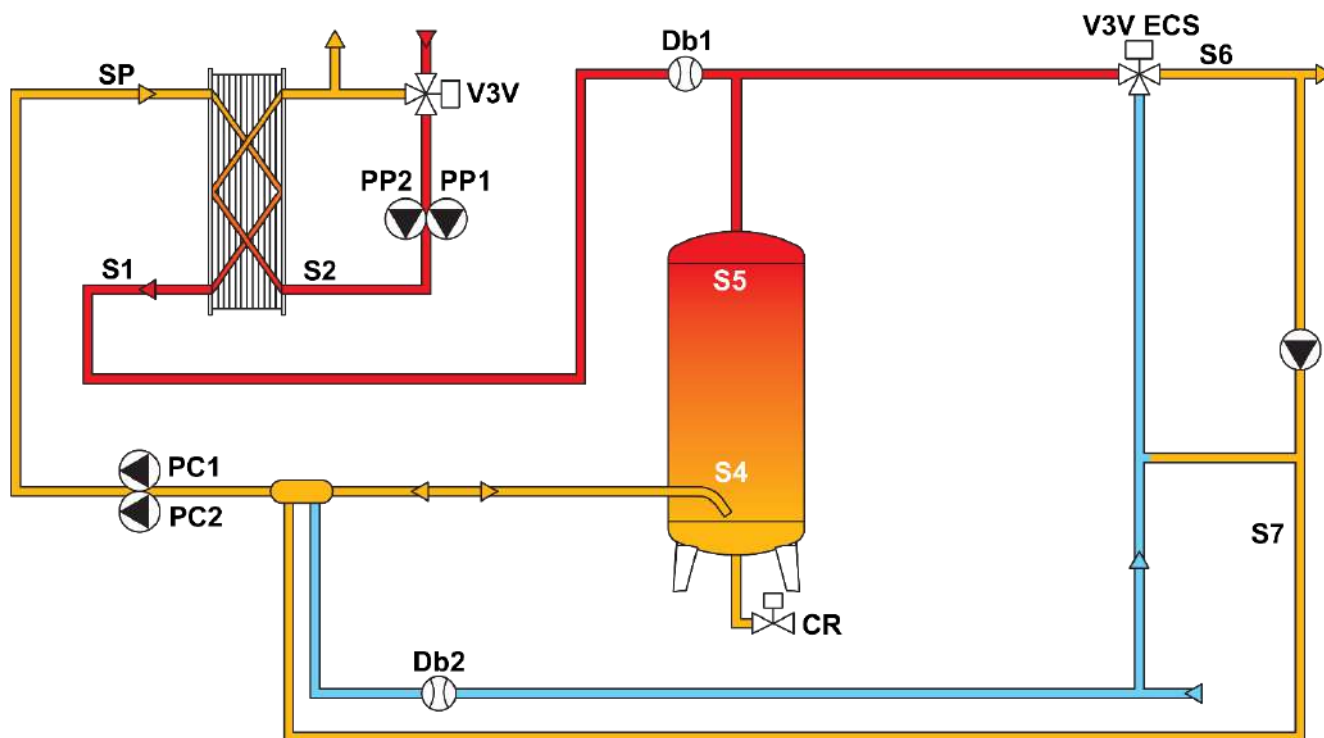 V3V ECS
Db1
S6
SP
V3V
PP2
PP1
S1
S2
S5
PC1
S4
PC2
S7
CR
Db2